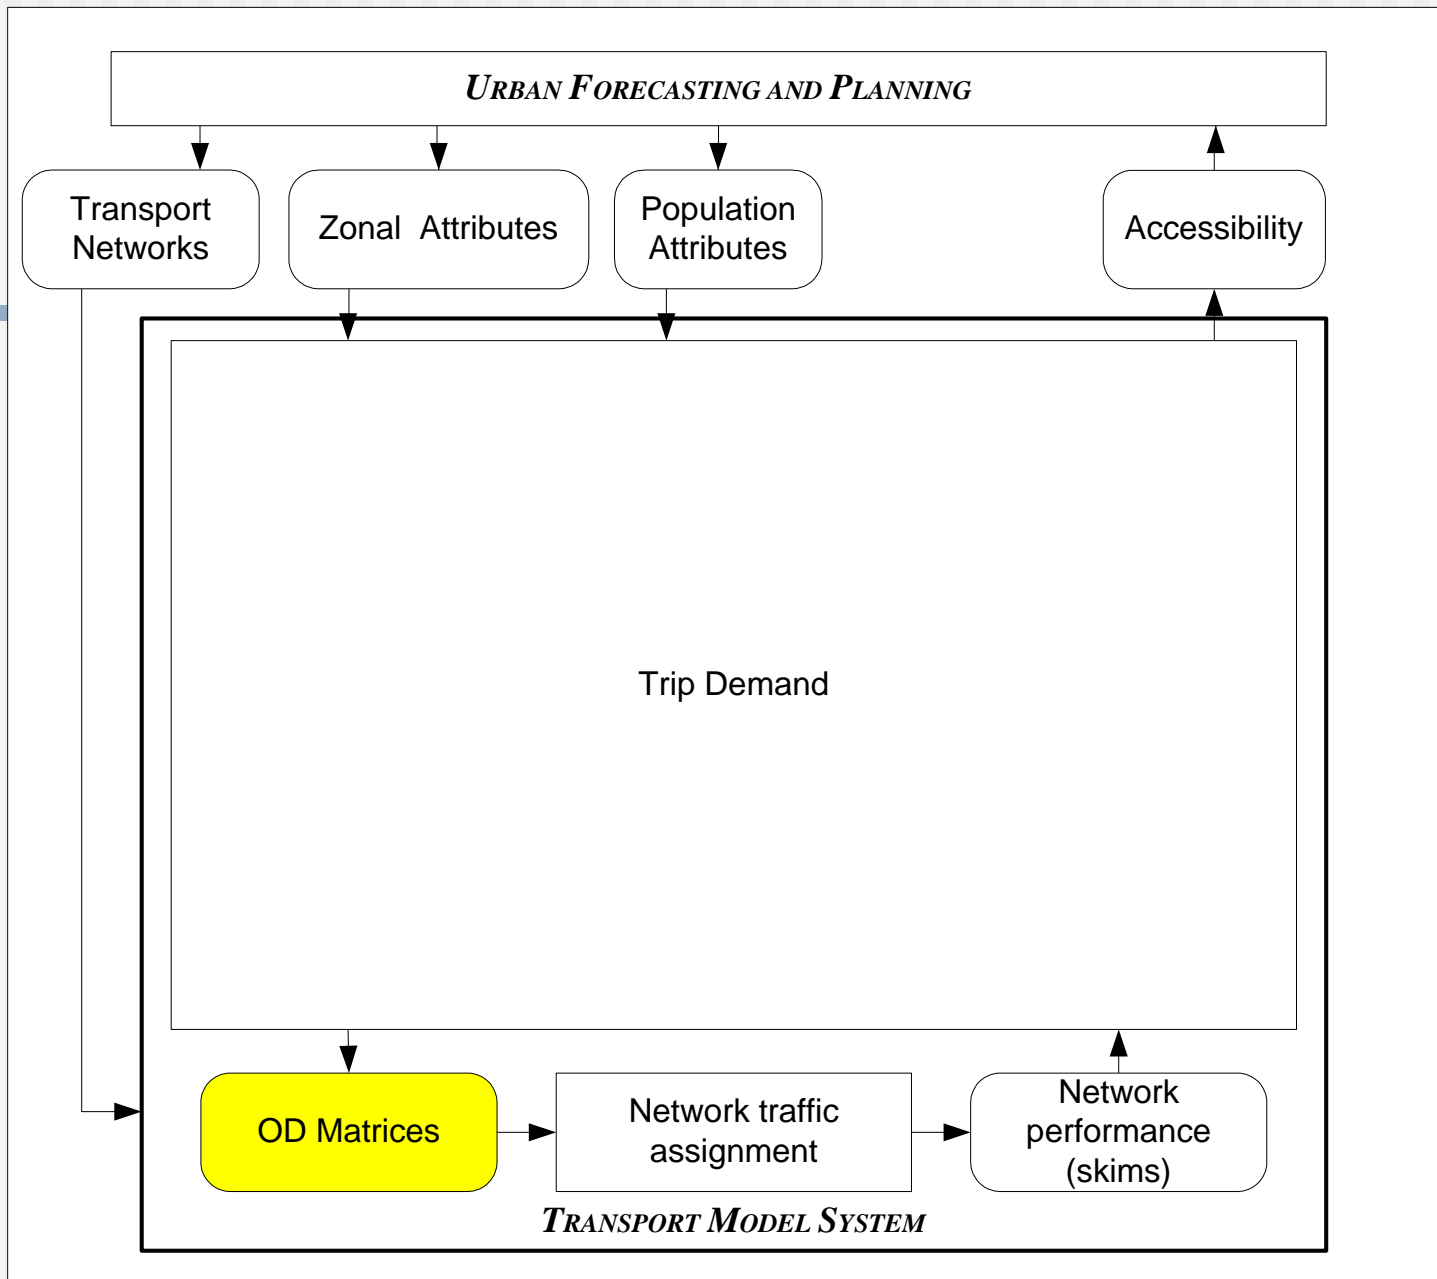 URBAN FORECASTING AND PLANNING
Transport
Networks
Zonal Attributes
Population
Attributes
Accessibility
Trip Demand
OD Matrices
Network traffic
assignment
Network
performance
(skims)
TRANSPORT MODEL SYSTEM